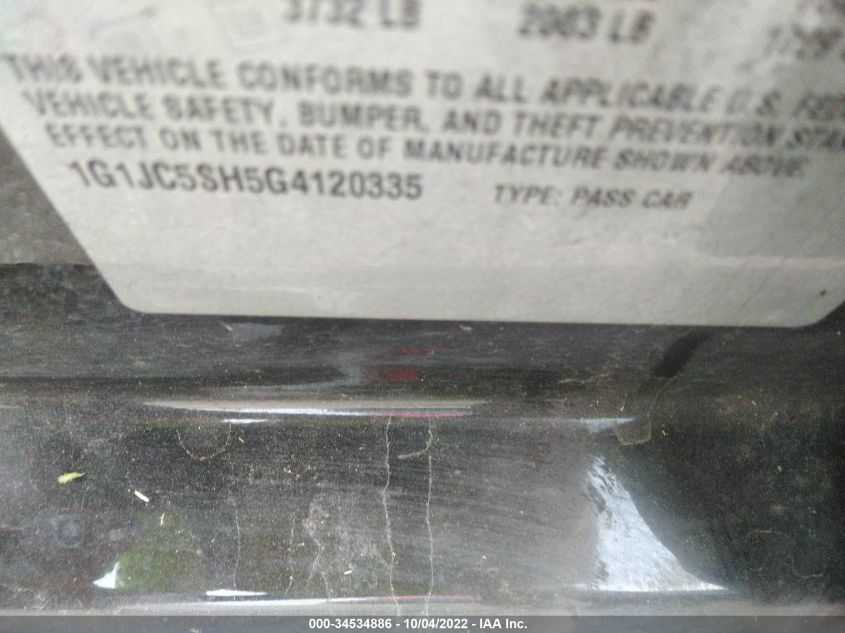 3732 LB 2063 LB
THIS VEHICLE CONFORMS TO ALL APPLICABLE U.S.
VEHICLE SAFETY, BUMPER, AND THEFT PREVENTION STAN
EFFECT ON THE DATE OF MANUFACTURE SHOWN ABOVE.
1G1JC5SH5G4120335 TYPE: PASS CAR
000-34534886 - 10/04/2022 - IAA Inc.